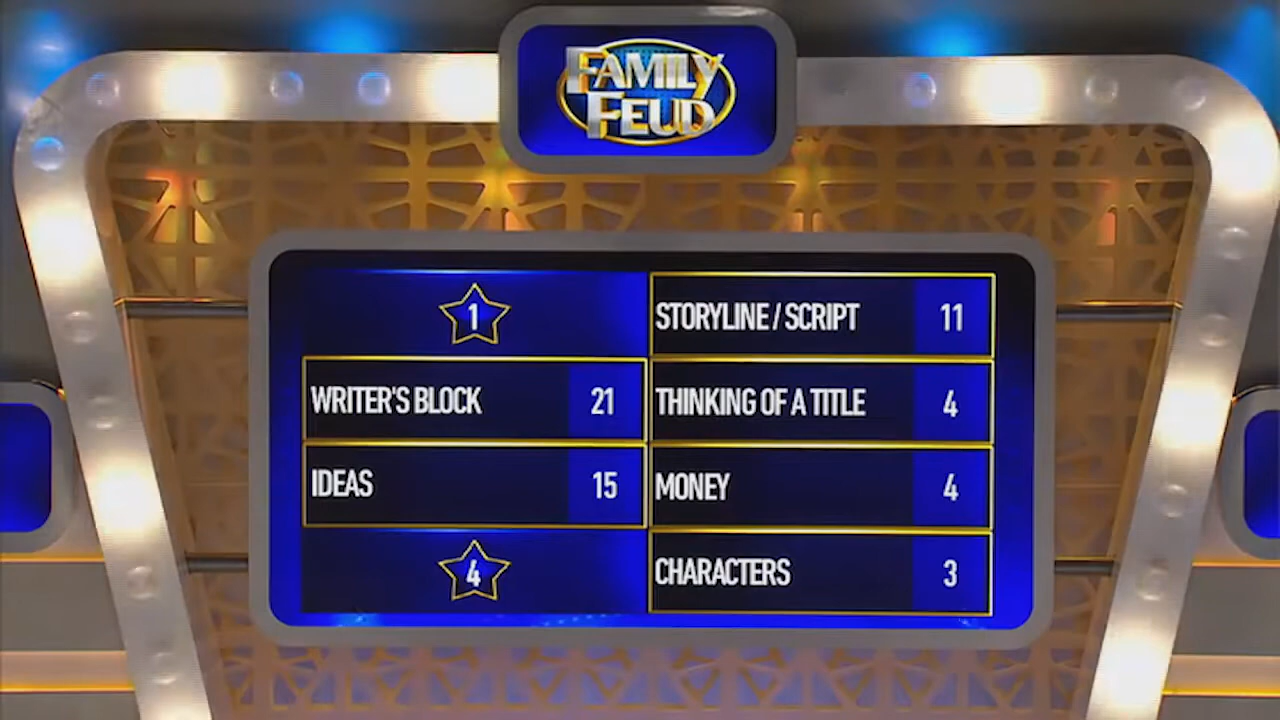 FAMILY
FEUD
1
WRITER'S BLOCK 21
IDEAS 15
4
STORYLINE / SCRIPT 11
THINKING OF A TITLE 4
MONEY 4
CHARACTERS 3